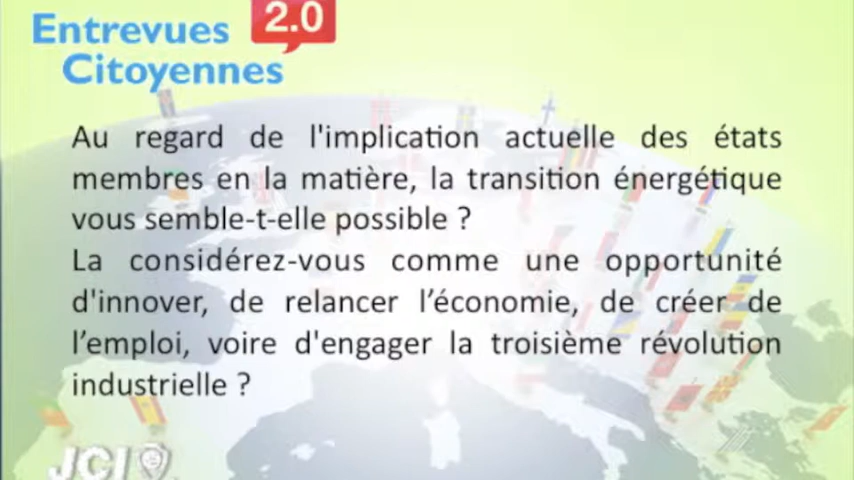 Entrevues 2.0
Citoyennes
Au regard de l'implication actuelle des états
membres en la matière, la transition énergétique
vous semble-t-elle possible ?
La considérez-vous comme une opportunité
d'innover, de relancer l’économie, de créer de
l’emploi, voire d'engager la troisième révolution
industrielle ?
JCI